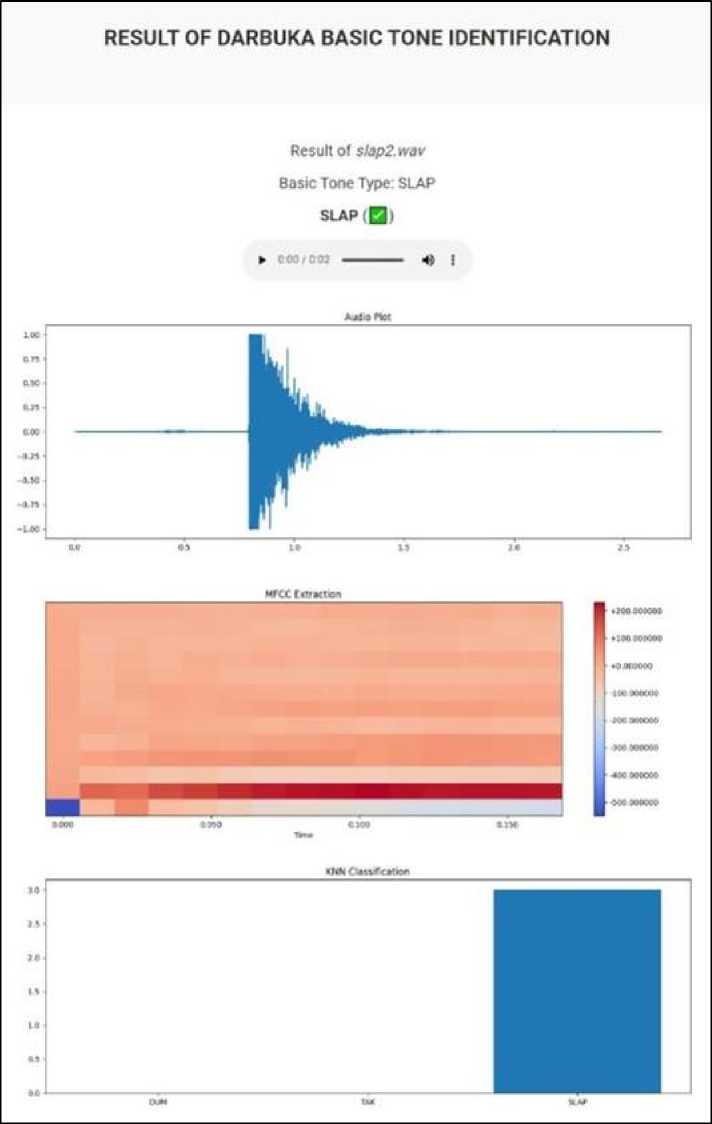 RESULT OF DARBUKA BASIC TONE IDENTIFICATION
Result of slap2.wav
Basic Tone Type: SLAP
SLAP (✅)
0:00 / 0:02
Audio Plot
1.00
0.75
0.50
0.25
0.00
-0.25
-0.50
-0.75
-1.00
0.0 0.5 1.0 1.5 2.0 2.5
MFCC Extraction
+200.000000
+100.000000
+0.000000
-100.000000
-200.000000
-300.000000
-400.000000
-500.000000
0.000 0.050 0.100 0.150
Time
KNN Classification
3.0
2.5
2.0
1.5
1.0
0.5
0.0
DUM TAK SLAP